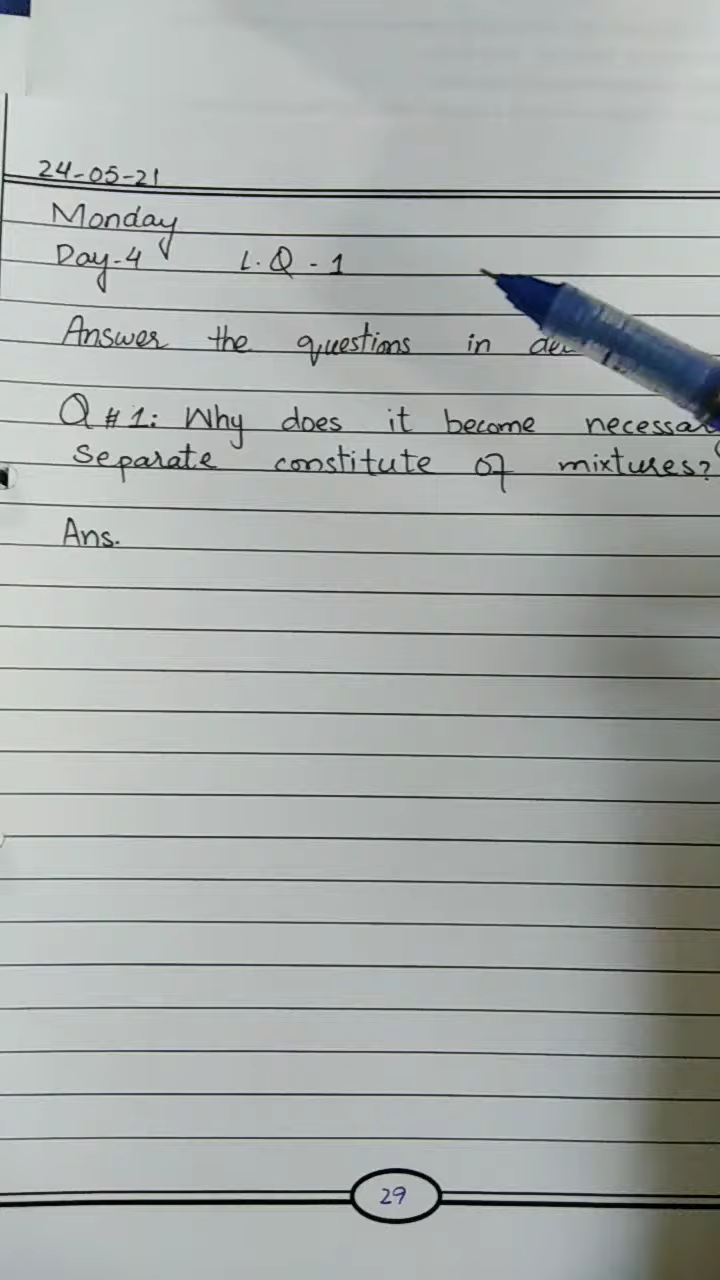 24-05-21
Monday
Day-4 L.Q - 1
Answer the questions in
Q # 1: Why does it become
Separate constitute of mixtures?
Ans.
29